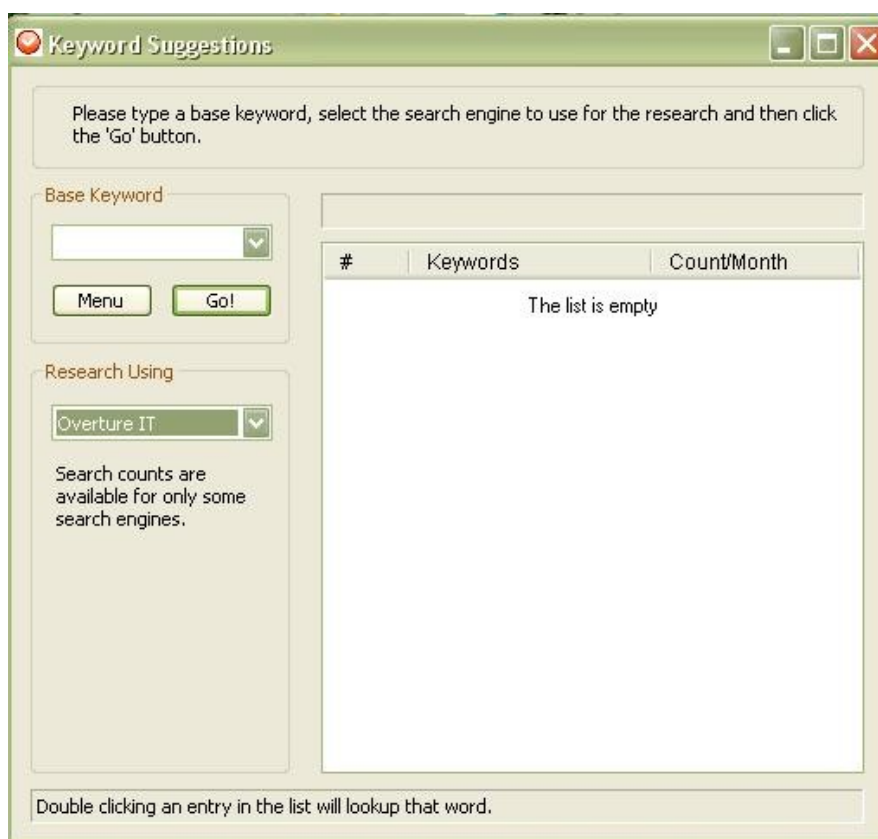 Keyword Suggestions
Please type a base keyword, select the search engine to use for the research and then click
the 'Go' button.
Base Keyword
Menu
Go!
# Keywords Count/Month
The list is empty
Research Using
Overture IT
Search counts are
available for only some
search engines.
Double clicking an entry in the list will lookup that word.